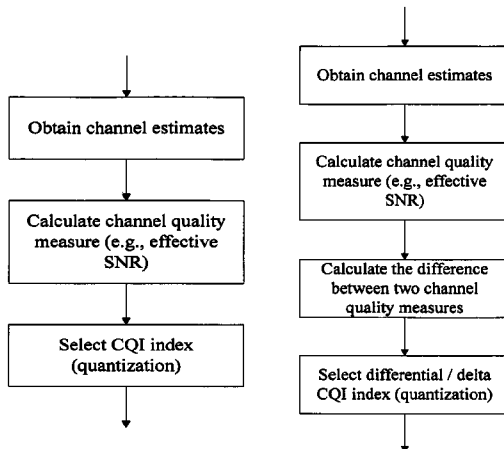 Obtain channel estimates
Calculate channel quality
measure (e.g., effective
SNR)
Select CQI index
(quantization)
Obtain channel estimates
Calculate channel quality
measure (e.g., effective
SNR)
Calculate the difference
between two channel
quality measures
Select differential / delta
CQI index (quantization)